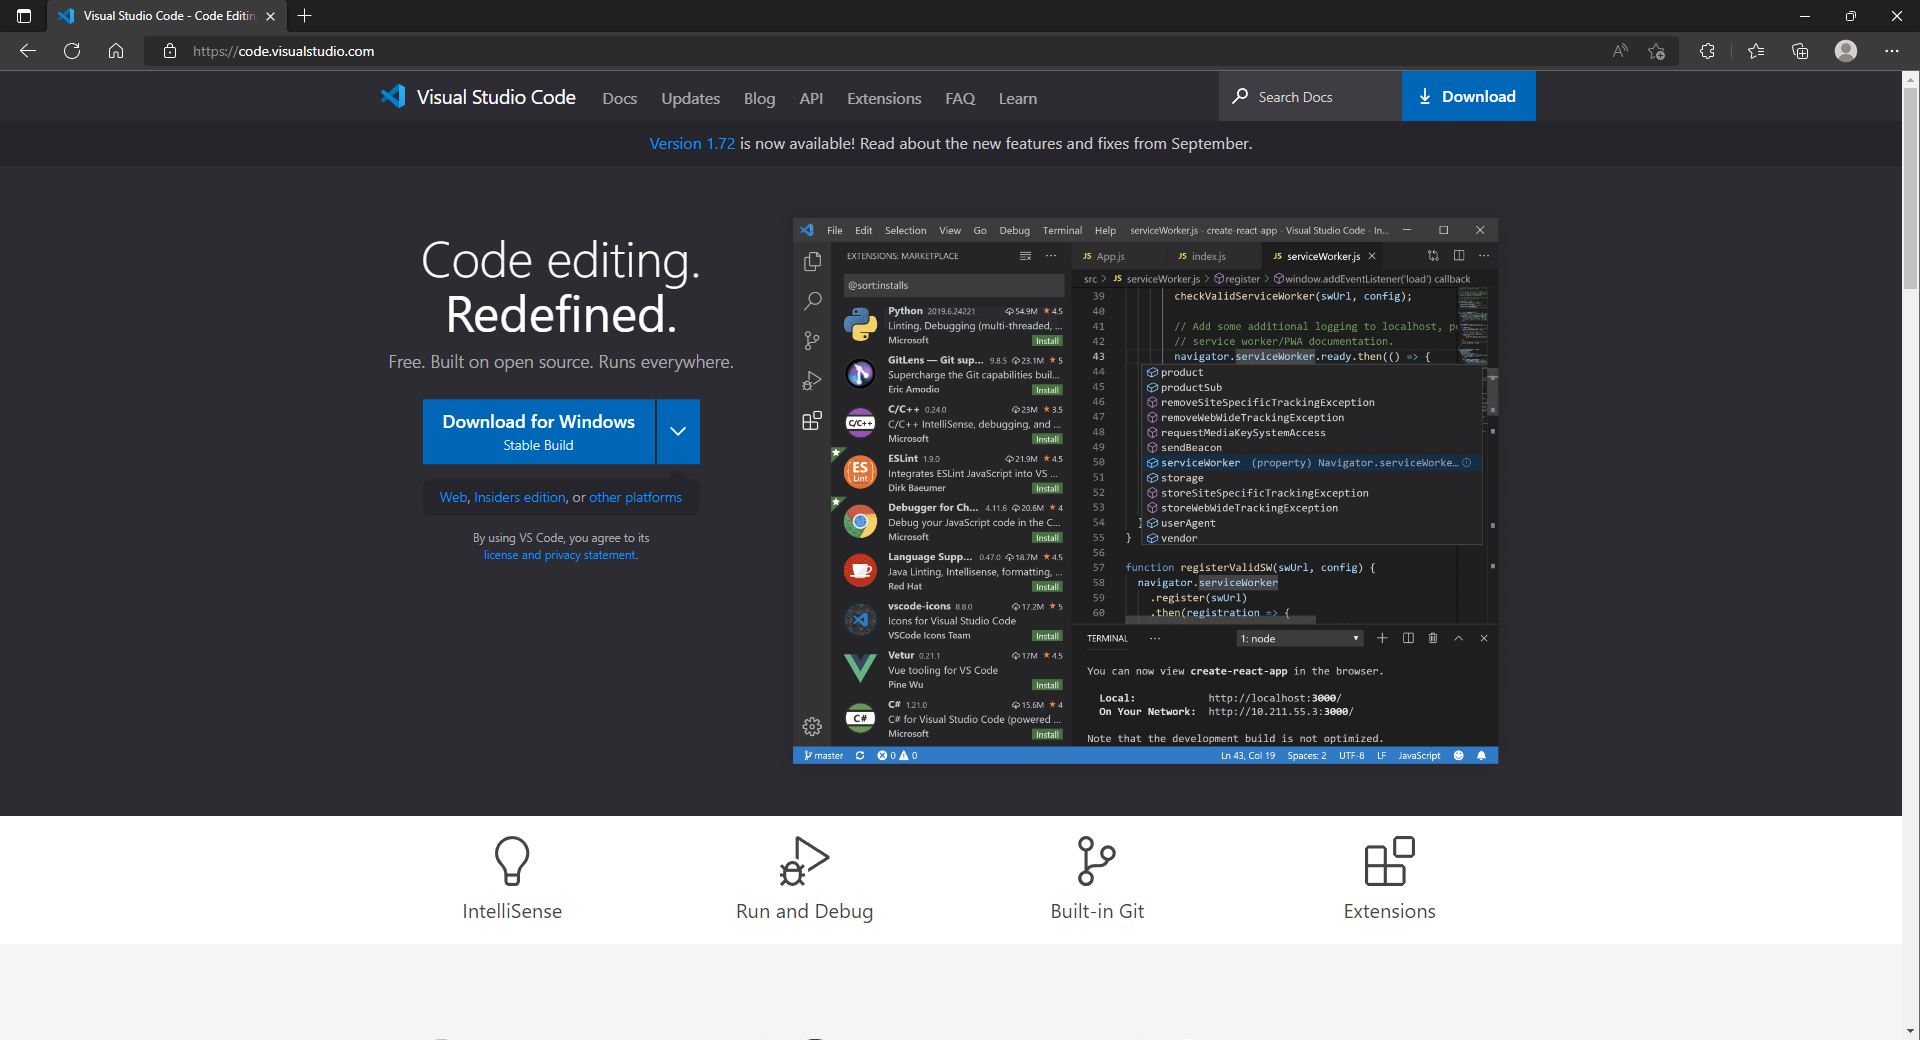 Visual Studio Code - Code Editin
https://code.visualstudio.com
Visual Studio Code Docs Updates Blog API Extensions FAQ Learn Search Docs Download
Version 1.72 is now available! Read about the new features and fixes from September.
Code editing.
Redefined.
Free. Built on open source. Runs everywhere.
Download for Windows
Stable Build
Web, Insiders edition, or other platforms
By using VS Code, you agree to its
license and privacy statement.
File Edit Selection View Go Debug Terminal Help serviceWorker.js - create-react-app - Visual Studio Code - In...
EXTENSIONS: MARKETPLACE
@sort:installs
Python 2019.6.24221 54.9M ★ 4.5
Linting, Debugging (multi-threaded, ...
Microsoft Install
GitLens — Git sup... 9.8.5 23.1M ★ 5
Supercharge the Git capabilities buil...
Eric Amodio Install
C/C++ 0.24.0 23M ★ 3.5
C/C++ C/C++ IntelliSense, debugging, and ...
Microsoft Install
ESLint 1.9.0 21.9M ★ 4.5
ES Lint Integrates ESLint JavaScript into VS ...
Dirk Baeumer Install
Debugger for Ch... 4.11.6 20.6M ★ 4
Debug your JavaScript code in the C...
Microsoft Install
Language Supp... 0.47.0 18.7M ★ 4.5
Java Linting, Intellisense, formatting, ...
Red Hat Install
vscode-icons 8.8.0 17.2M ★ 5
Icons for Visual Studio Code
VSCode Icons Team Install
Vetur 0.21.1 17M ★ 4.5
Vue tooling for VS Code
Pine Wu Install
C# 1.21.0 15.6M ★ 4
C# C# for Visual Studio Code (powered ...
Microsoft Install
JS App.js JS index.js JS serviceWorker.js
src > JS serviceWorker.js > register > window.addEventListener('load') callback
39 checkValidServiceWorker(swUrl, config);
40
41 // Add some additional logging to localhost, p
42 // service worker/PWA documentation.
43 navigator.serviceWorker.ready.then(() => {
44 product
45 productSub
46 removeSiteSpecificTrackingException
47 removeWebWideTrackingException
48 requestMediaKeySystemAccess
49 sendBeacon
50 serviceWorker (property) Navigator.serviceWorke...
51 storage
52 storeSiteSpecificTrackingException
53 storeWebWideTrackingException
54 } userAgent
55 } vendor
56
57 function registerValidSW(swUrl, config) {
58 navigator.serviceWorker
59 .register(swUrl)
60 .then(registration => {
TERMINAL ... 1: node
You can now view create-react-app in the browser.
Local: http://localhost:3000/
On Your Network: http://10.211.55.3:3000/
Note that the development build is not optimized.
master 0 0 Ln 43, Col 19 Spaces: 2 UTF-8 LF JavaScript
IntelliSense
Run and Debug
Built-in Git
Extensions